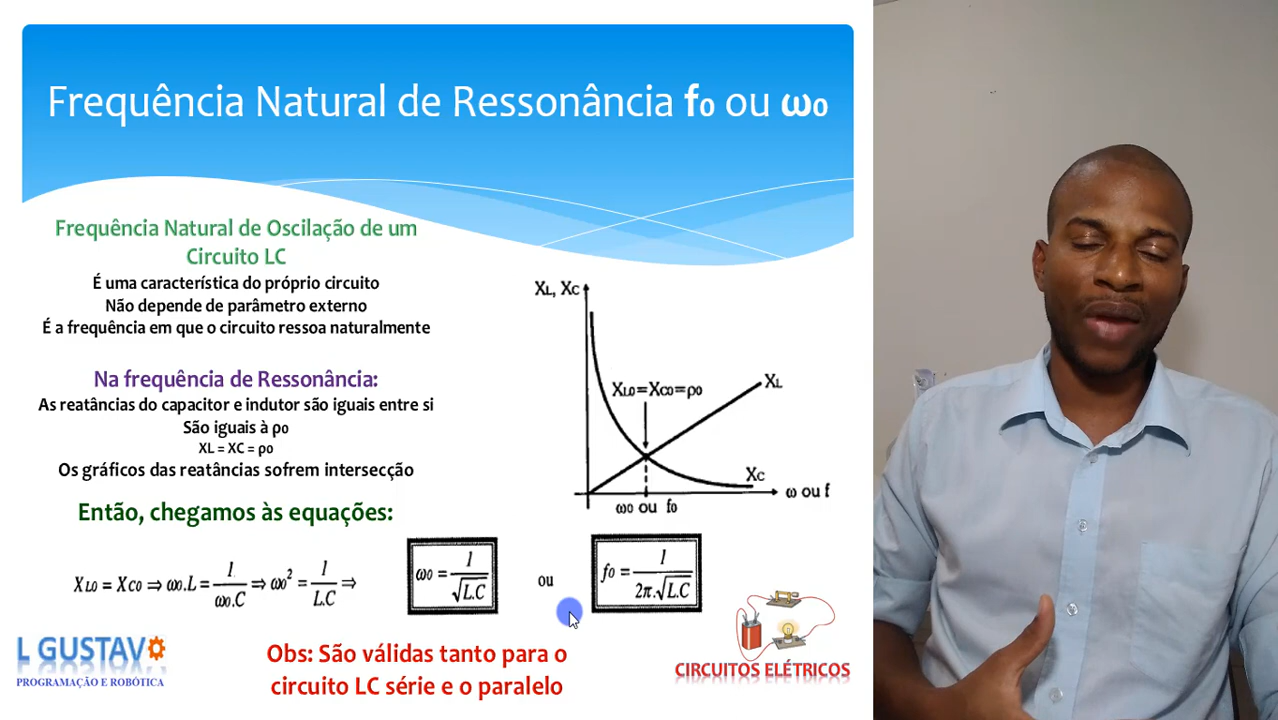 Frequência Natural de Ressonância f₀ ou ω₀
Frequência Natural de Oscilação de um
Circuito LC
É uma característica do próprio circuito
Não depende de parâmetro externo
É a frequência em que o circuito ressoa naturalmente
Na frequência de Ressonância:
As reatâncias do capacitor e indutor são iguais entre si
São iguais à ρ₀
XL = XC = ρ₀
Os gráficos das reatâncias sofrem intersecção
XL, XC
XL0=XC0=ρ0
XL
XC
ω ou f
ω0 ou f0
Então, chegamos às equações:
XL0 = XC0 ⇒ ω0.L = 1/ω0.C ⇒ ω0² = 1/L.C ⇒
ω0 = 1/√L.C
ou
f0 = 1/2π.√L.C
Obs: São válidas tanto para o
circuito LC série e o paralelo
L GUSTAVO
PROGRAMAÇÃO E ROBÓTICA
CIRCUITOS ELÉTRICOS